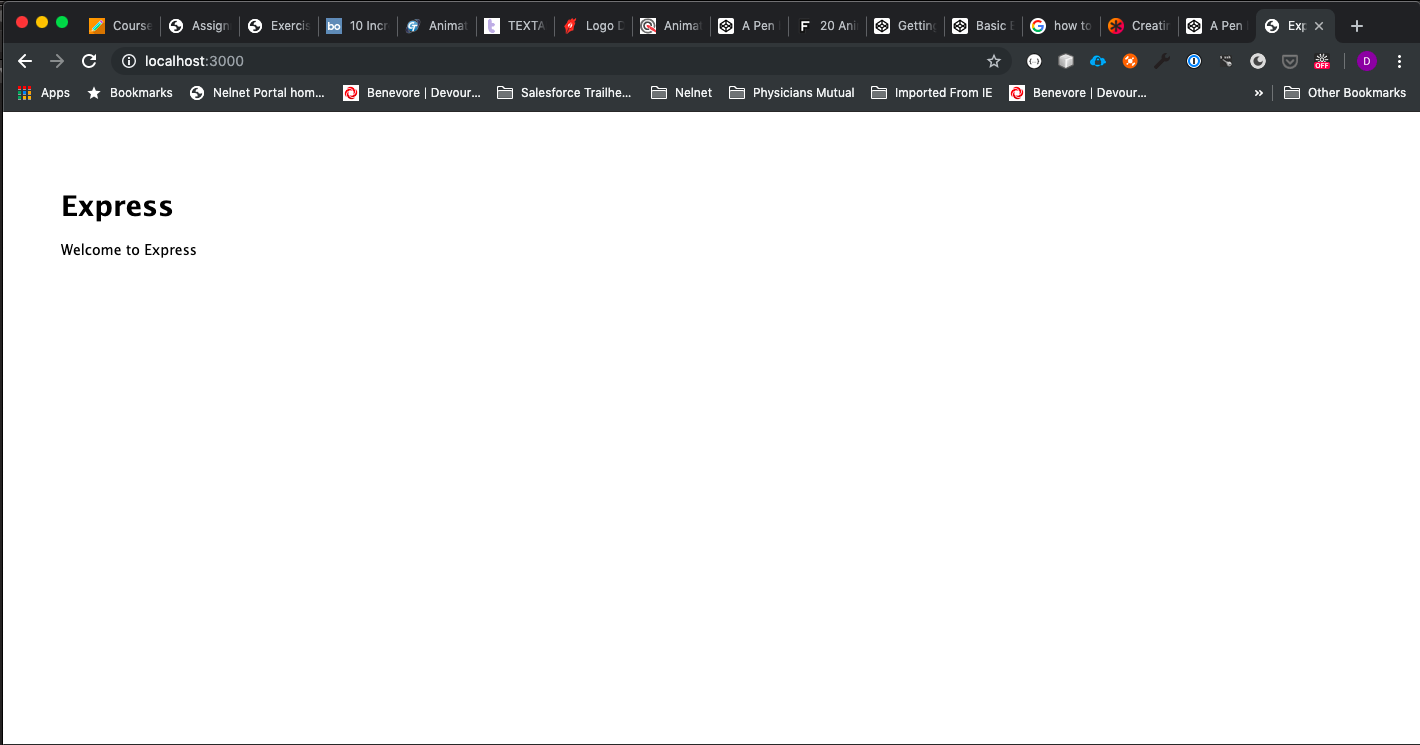 Course Assign Exercis bo 10 Incr Animat t TEXTA Logo D Animat A Pen F 20 Ani Getting Basic E how to Creatin A Pen Exp
localhost:3000 OFF D
Apps Bookmarks Nelnet Portal hom... Benevore | Devour... Salesforce Trailhe... Nelnet Physicians Mutual Imported From IE Benevore | Devour... » Other Bookmarks
Express
Welcome to Express